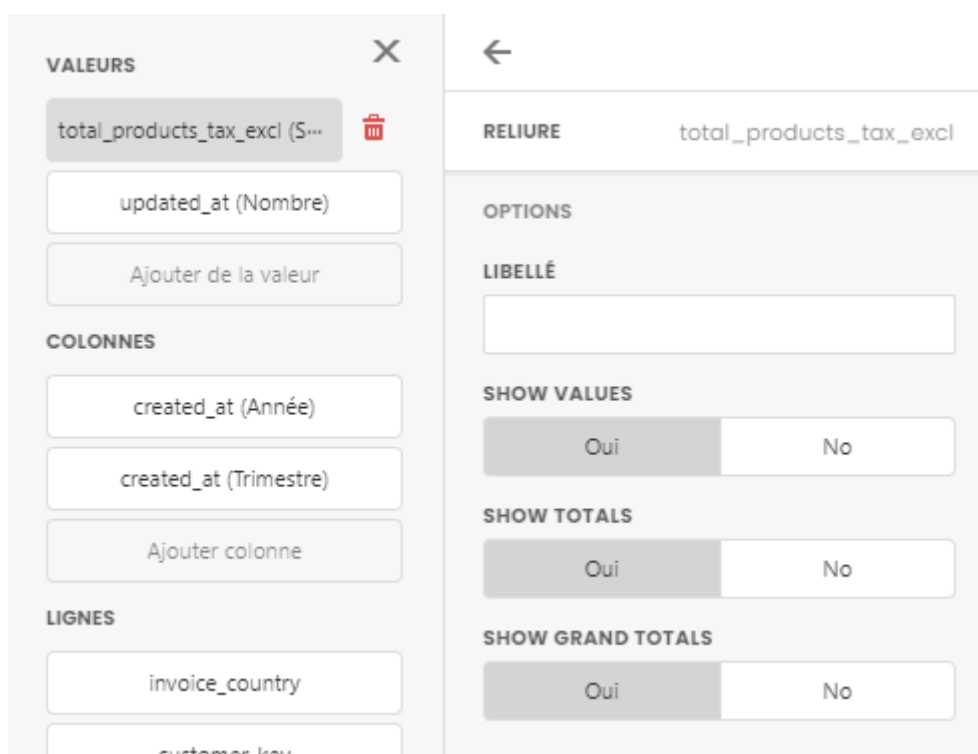 VALEURS
total_products_tax_excl (S...
updated_at (Nombre)
Ajouter de la valeur
COLONNES
created_at (Année)
created_at (Trimestre)
Ajouter colonne
LIGNES
invoice_country
customer_key
RELIURE total_products_tax_excl
OPTIONS
LIBELLÉ
SHOW VALUES
Oui No
SHOW TOTALS
Oui No
SHOW GRAND TOTALS
Oui No